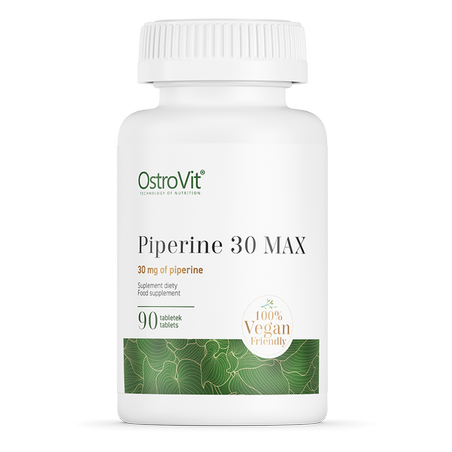 OstroVit®
TECHNOLOGY OF NUTRITION
Piperine 30 MAX
30 mg of piperine
Suplement diety
Food supplement
90 tabletek
tablets
100%
Vegan
Friendly